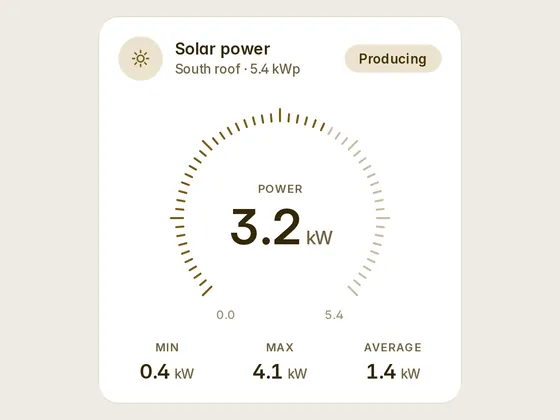 Solar power
South roof · 5.4 kWp
Producing
POWER
3.2 kW
0.0
5.4
MIN
MAX
AVERAGE
0.4 kW
4.1 kW
1.4 kW